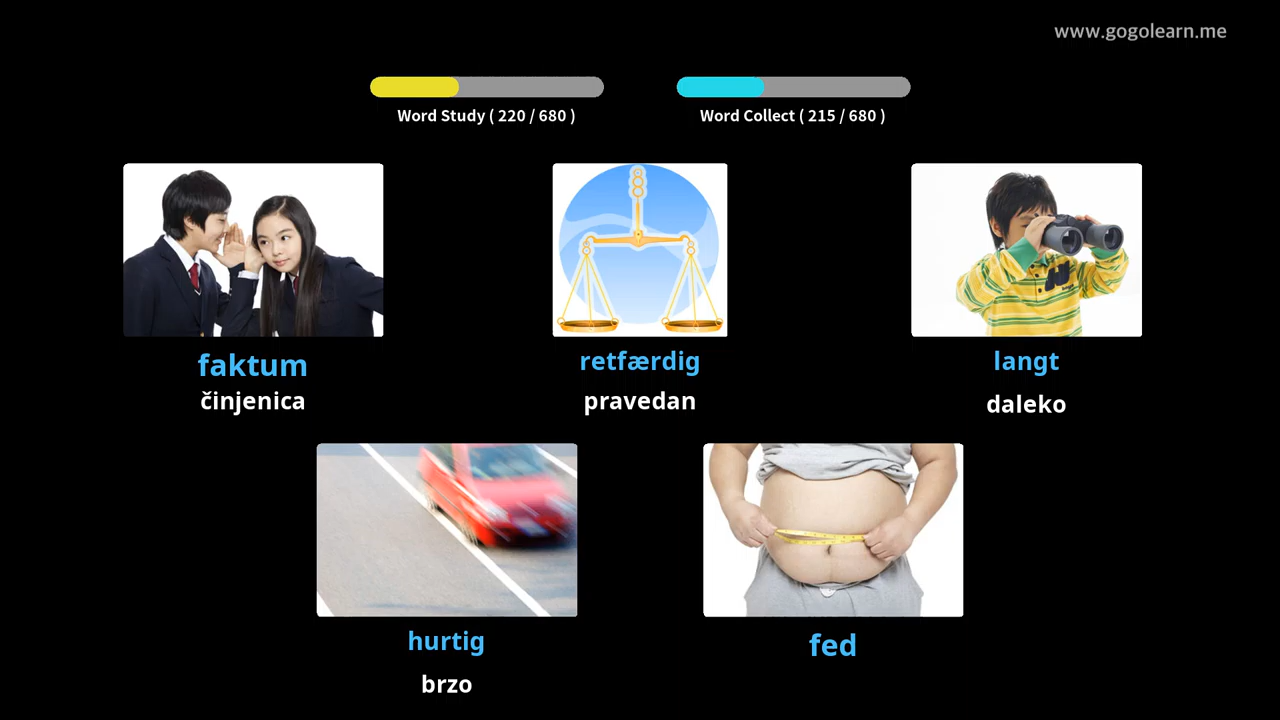 www.gogolearn.me
Word Study ( 220 / 680 )
Word Collect ( 215 / 680 )
faktum
činjenica
retfærdig
pravedan
langt
daleko
hurtig
brzo
fed